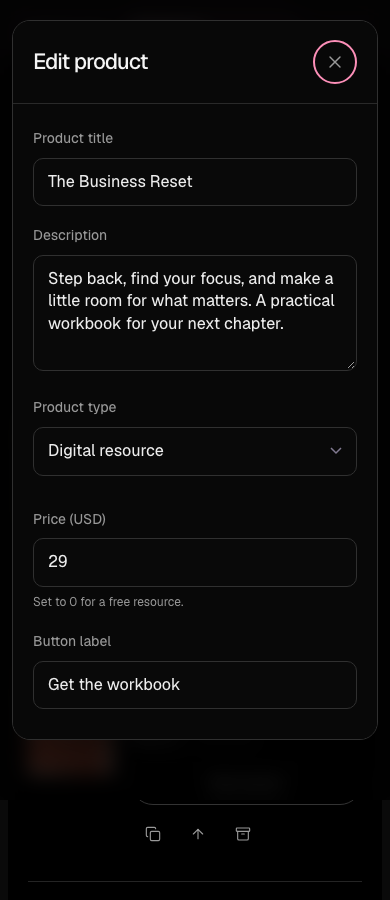 Edit product
Product title
The Business Reset
Description
Step back, find your focus, and make a
little room for what matters. A practical
workbook for your next chapter.
Product type
Digital resource
Price (USD)
29
Set to 0 for a free resource.
Button label
Get the workbook